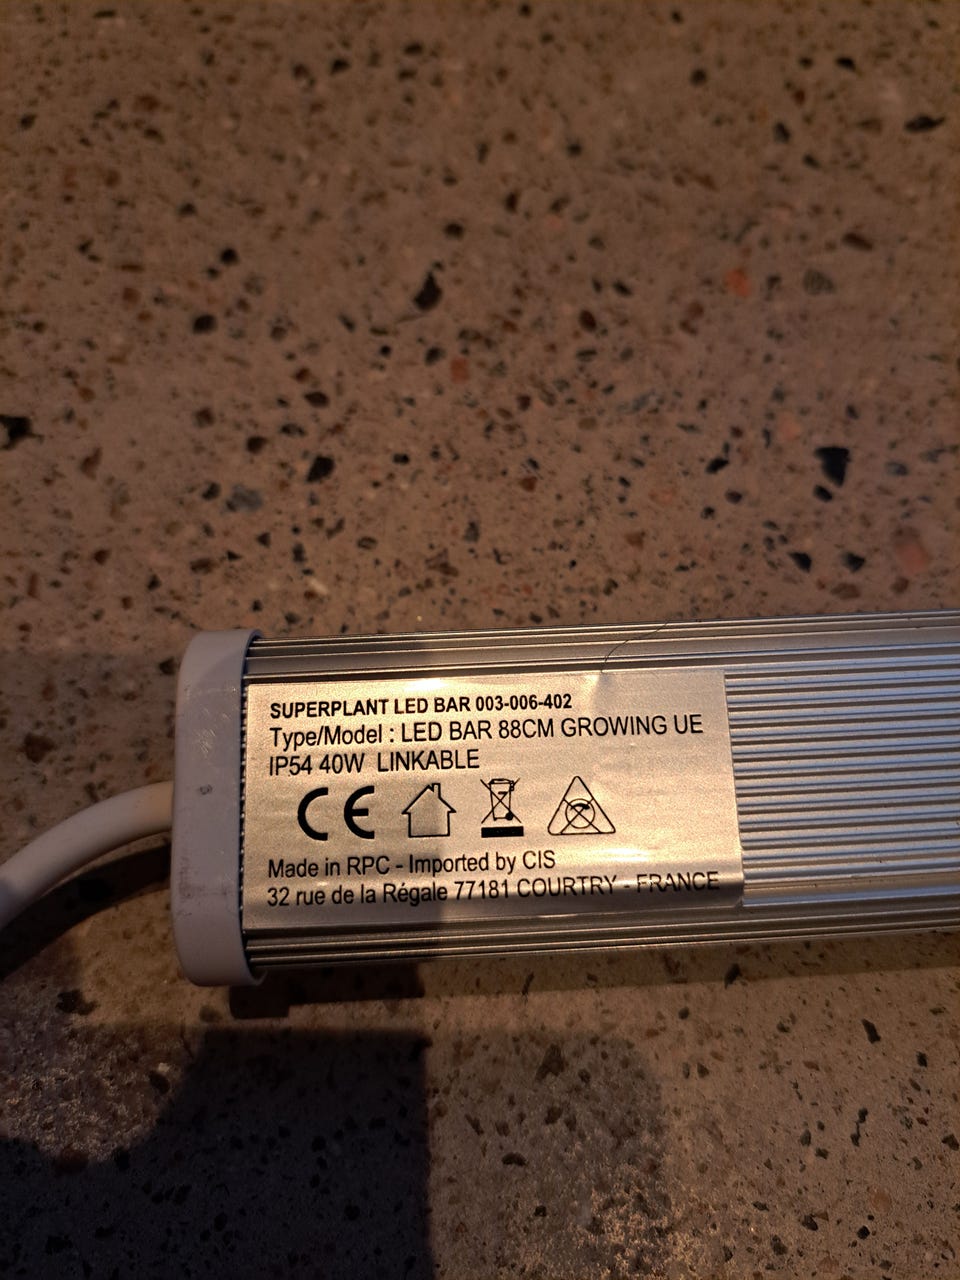 SUPERPLANT LED BAR 003-006-402
Type/Model : LED BAR 88CM GROWING UE
IP54 40W LINKABLE
CE
Made in RPC - Imported by CIS
32 rue de la Régale 77181 COURTRY - FRANCE